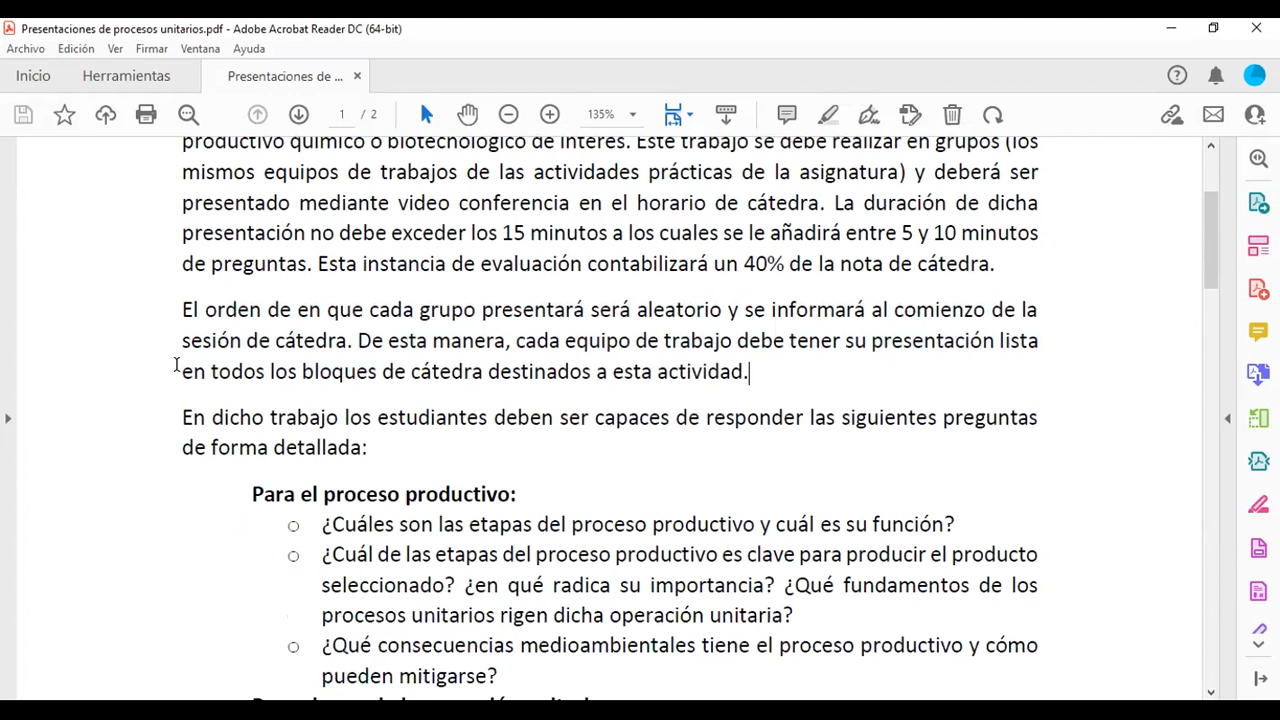 Presentaciones de procesos unitarios.pdf - Adobe Acrobat Reader DC (64-bit)
Archivo Edición Ver Firmar Ventana Ayuda
Inicio Herramientas Presentaciones de ... ×
1 / 2 135%
productivo químico o biotecnológico de interés. Este trabajo se debe realizar en grupos (los
mismos equipos de trabajos de las actividades prácticas de la asignatura) y deberá ser
presentado mediante video conferencia en el horario de cátedra. La duración de dicha
presentación no debe exceder los 15 minutos a los cuales se le añadirá entre 5 y 10 minutos
de preguntas. Esta instancia de evaluación contabilizará un 40% de la nota de cátedra.
El orden de en que cada grupo presentará será aleatorio y se informará al comienzo de la
sesión de cátedra. De esta manera, cada equipo de trabajo debe tener su presentación lista
en todos los bloques de cátedra destinados a esta actividad.
En dicho trabajo los estudiantes deben ser capaces de responder las siguientes preguntas
de forma detallada:
Para el proceso productivo:
○ ¿Cuáles son las etapas del proceso productivo y cuál es su función?
○ ¿Cuál de las etapas del proceso productivo es clave para producir el producto
seleccionado? ¿en qué radica su importancia? ¿Qué fundamentos de los
procesos unitarios rigen dicha operación unitaria?
○ ¿Qué consecuencias medioambientales tiene el proceso productivo y cómo
pueden mitigarse?